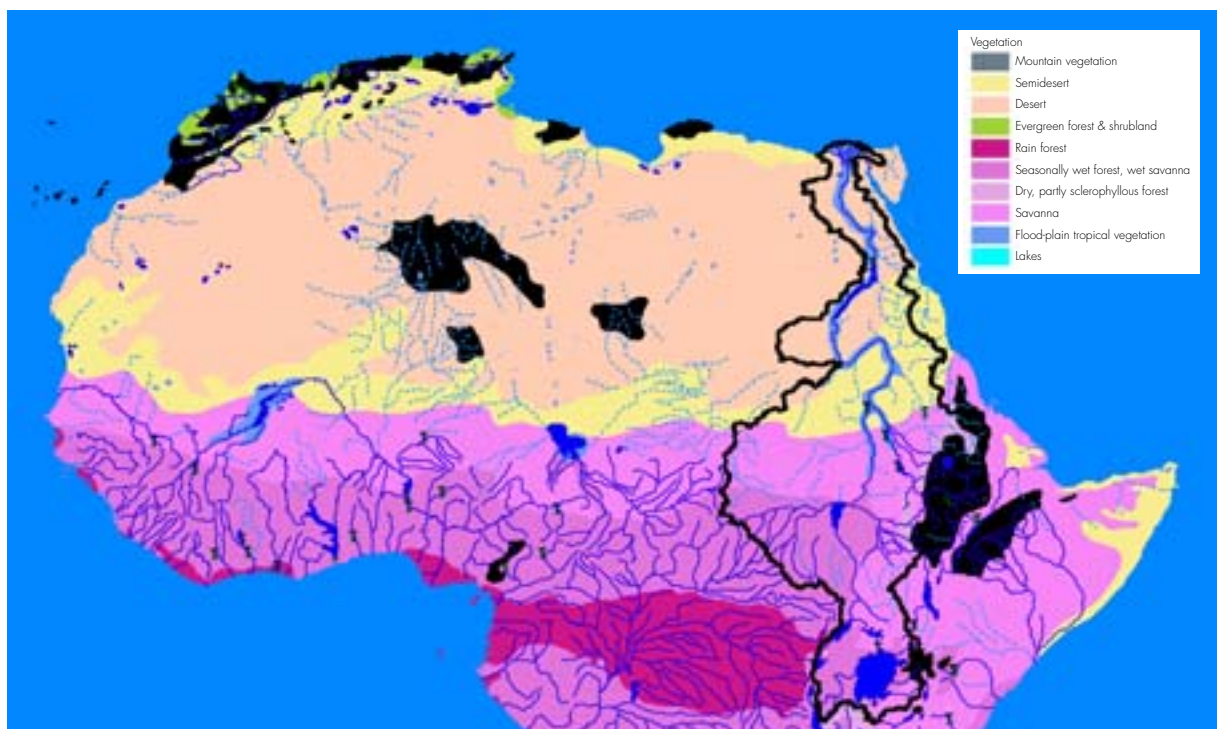 Vegetation
Mountain vegetation
Semidesert
Desert
Evergreen forest & shrubland
Rain forest
Seasonally wet forest, wet savanna
Dry, partly sclerophyllous forest
Savanna
Flood-plain tropical vegetation
Lakes